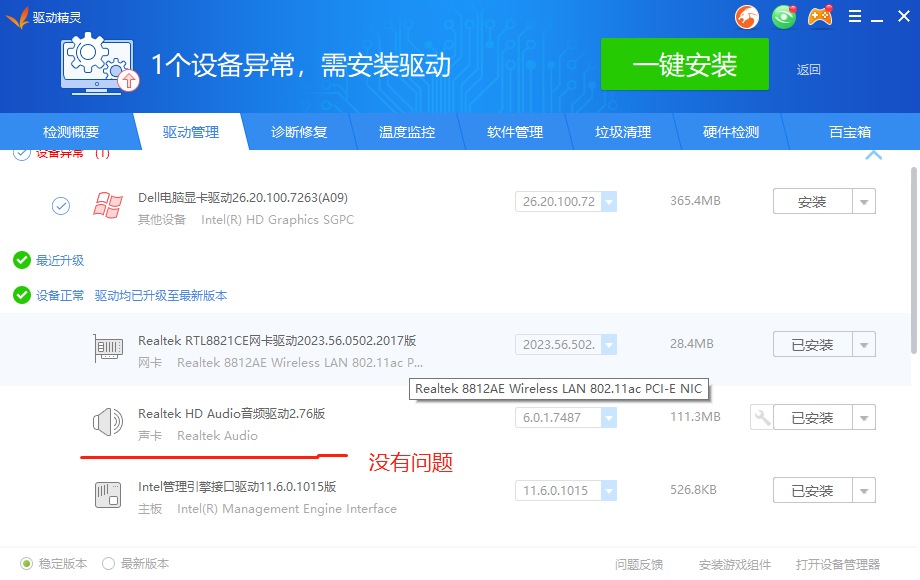 驱动精灵
1个设备异常，需安装驱动
一键安装
返回
检测概要 驱动管理 诊断修复 温度监控 软件管理 垃圾清理 硬件检测 百宝箱
设备异常 (1)
Dell电脑显卡驱动26.20.100.7263(A09) 26.20.100.72 365.4MB 安装
其他设备 Intel(R) HD Graphics SGPC
最近升级
设备正常 驱动均已升级至最新版本
Realtek RTL8821CE网卡驱动2023.56.0502.2017版 2023.56.502. 28.4MB 已安装
网卡 Realtek 8812AE Wireless LAN 802.11ac P...
Realtek 8812AE Wireless LAN 802.11ac PCI-E NIC
Realtek HD Audio音频驱动2.76版 6.0.1.7487 111.3MB 已安装
声卡 Realtek Audio
没有问题
Intel管理引擎接口驱动11.6.0.1015版 11.6.0.1015 526.8KB 已安装
主板 Intel(R) Management Engine Interface
稳定版本 最新版本 问题反馈 安装游戏组件 打开设备管理器